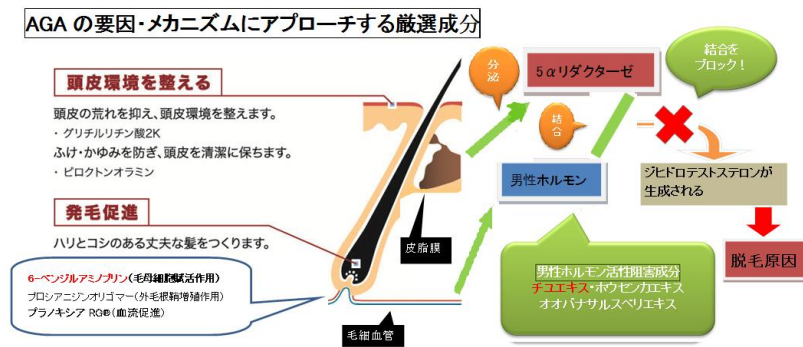 AGA の要因・メカニズムにアプローチする厳選成分
頭皮環境を整える
頭皮の荒れを抑え、頭皮環境を整えます。
・グリチルリチン酸2K
ふけ・かゆみを防ぎ、頭皮を清潔に保ちます。
・ピロクトンオラミン
発毛促進
ハリとコシのある丈夫な髪をつくります。
6-ベンジルアミノプリン(毛母細胞賦活作用)
プロシアニジンオリゴマー(外毛根鞘増殖作用)
プラノキシア RG®(血流促進)
皮脂膜
毛細血管
分泌
5αリダクターゼ
結合を
ブロック!
結合
男性ホルモン
ジヒドロテストステロンが
生成される
脱毛原因
男性ホルモン活性阻害成分
チユエキス・ホウセンカエキス
オオバナサルスベリエキス